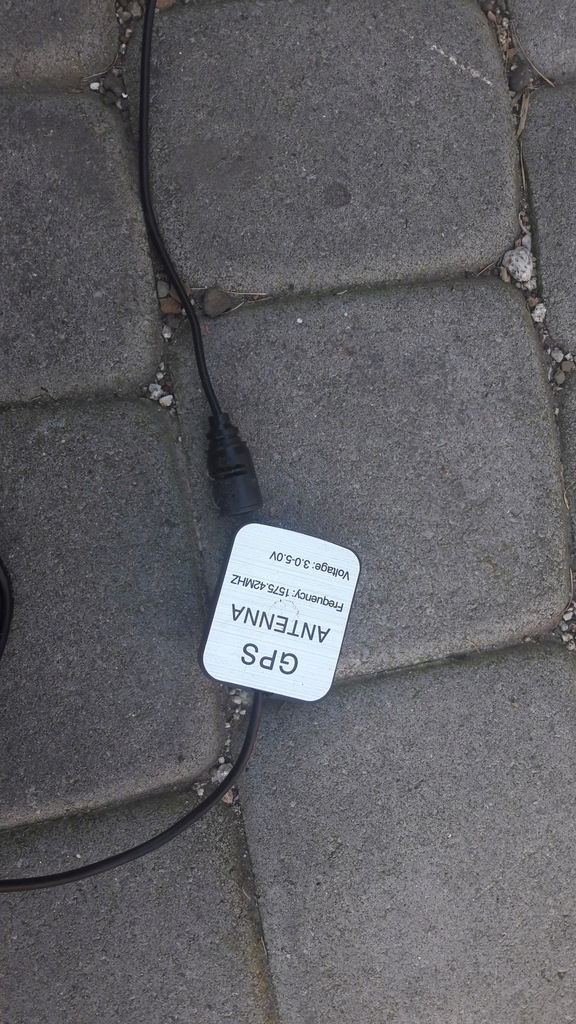 GPS
ANTENNA
Frequency: 1575.42MHZ
Voltage: 3.0-5.0V